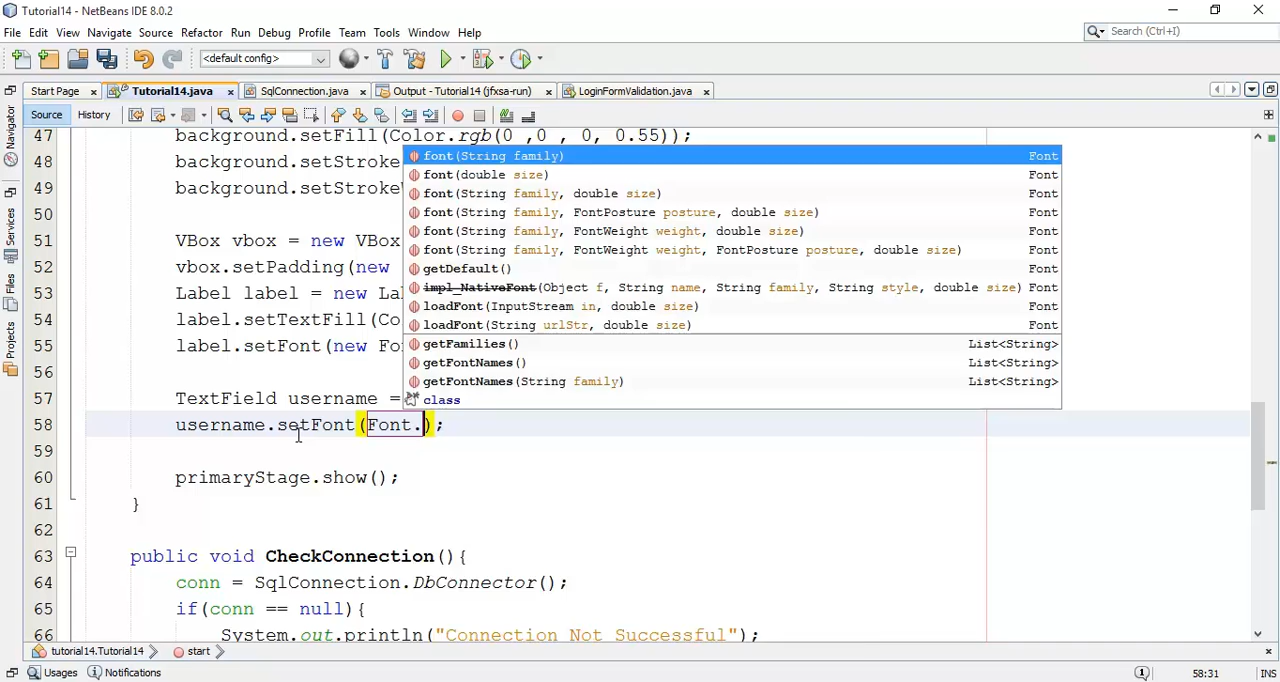 Tutorial14 - NetBeans IDE 8.0.2
File Edit View Navigate Source Refactor Run Debug Profile Team Tools Window Help
Search (Ctrl+I)
<default config>
Start Page Tutorial14.java SqlConnection.java Output - Tutorial14 (jfxsa-run) LoginFormValidation.java
Source History
Navigator
Services
Files
Projects
47 background.setFill(Color.rgb(0 ,0 , 0, 0.55));
48 background.setStroke
49 background.setStroke
50
51 VBox vbox = new VBox
52 vbox.setPadding(new
53 Label label = new La
54 label.setTextFill(Co
55 label.setFont(new Fo
56
57 TextField username =
58 username.setFont(Font.);
59
60 primaryStage.show();
61 }
62
63 public void CheckConnection(){
64 conn = SqlConnection.DbConnector();
65 if(conn == null){
66 System.out.println("Connection Not Successful");
font(String family) Font
font(double size) Font
font(String family, double size) Font
font(String family, FontPosture posture, double size) Font
font(String family, FontWeight weight, double size) Font
font(String family, FontWeight weight, FontPosture posture, double size) Font
getDefault() Font
impl_NativeFont(Object f, String name, String family, String style, double size) Font
loadFont(InputStream in, double size) Font
loadFont(String urlStr, double size) Font
getFamilies() List<String>
getFontNames() List<String>
getFontNames(String family) List<String>
class
tutorial14.Tutorial14 start
Usages Notifications 58:31 INS